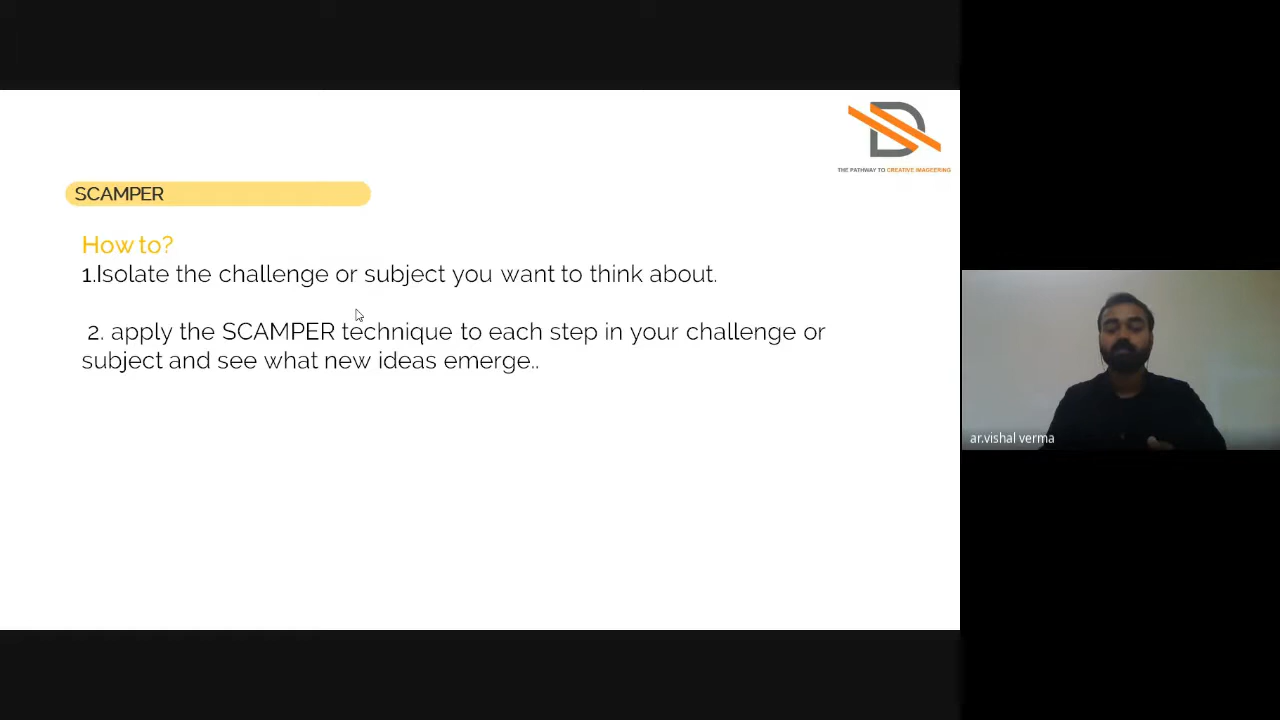 THE PATHWAY TO CREATIVE IMAGEERING
SCAMPER
How to?
1.Isolate the challenge or subject you want to think about.
2. apply the SCAMPER technique to each step in your challenge or
subject and see what new ideas emerge..
ar.vishal verma